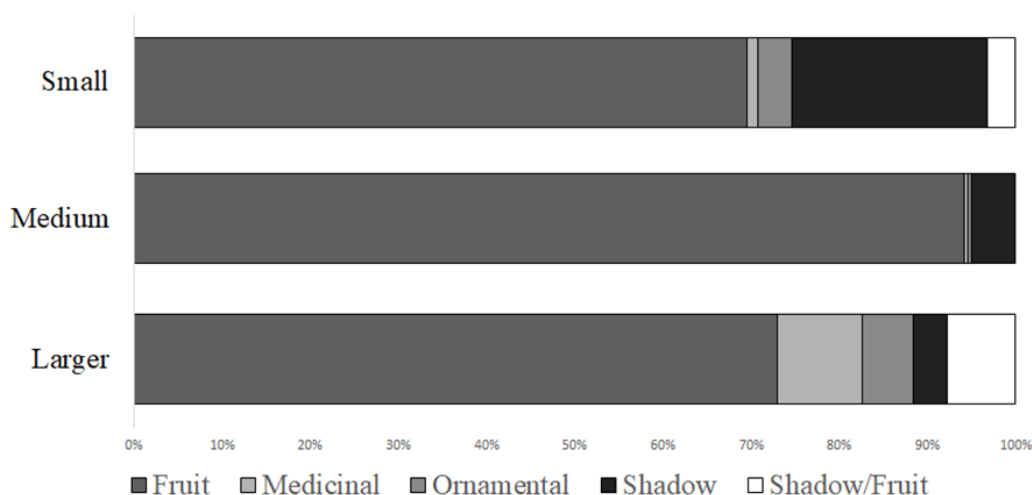 Small
Medium
Larger
0% 10% 20% 30% 40% 50% 60% 70% 80% 90% 100%
Fruit Medicinal Ornamental Shadow Shadow/Fruit